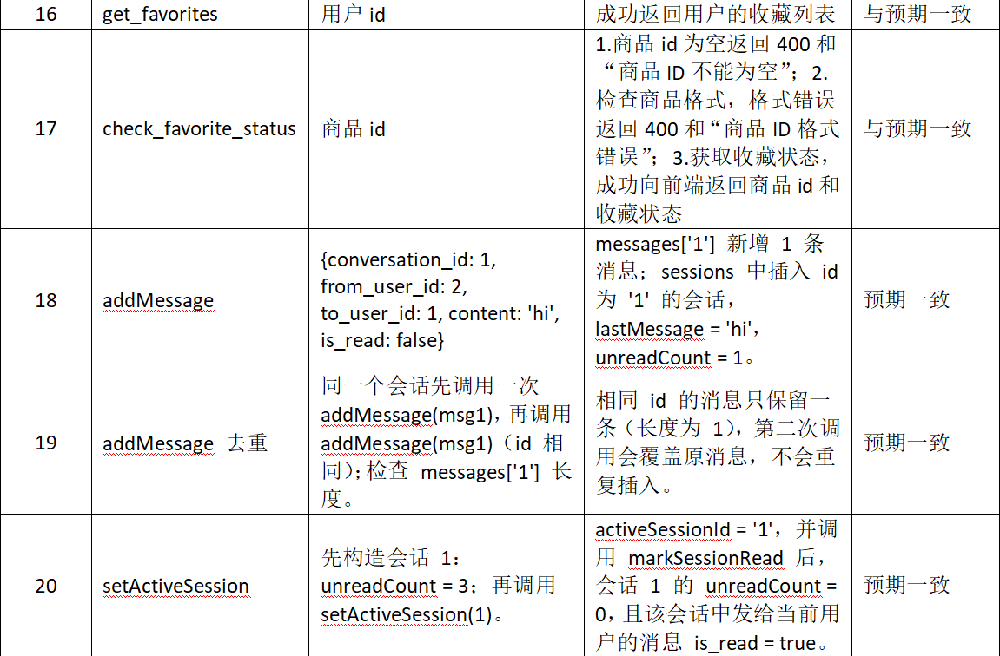 16 get_favorites 用户 id 成功返回用户的收藏列表 与预期一致
17 check_favorite_status 商品 id
1.商品 id 为空返回 400 和
“商品 ID 不能为空”；2.
检查商品格式，格式错误
返回 400 和“商品 ID 格式
错误”；3.获取收藏状态，
成功向前端返回商品 id 和
收藏状态
与预期一致
18 addMessage
{conversation_id: 1,
from_user_id: 2,
to_user_id: 1, content: 'hi',
is_read: false}
messages['1'] 新增 1 条
消息；sessions 中插入 id
为 '1' 的会话，
lastMessage = 'hi'，
unreadCount = 1。
预期一致
19 addMessage 去重
同一个会话先调用一次
addMessage(msg1)，再调用
addMessage(msg1)（id 相
同）；检查 messages['1'] 长
度。
相同 id 的消息只保留一
条（长度为 1），第二次调
用会覆盖原消息，不会重
复插入。
预期一致
20 setActiveSession
先构造会话 1：
unreadCount = 3；再调用
setActiveSession(1)。
activeSessionId = '1'，并调
用 markSessionRead 后，
会话 1 的 unreadCount =
0，且该会话中发给当前用
户的消息 is_read = true。
预期一致